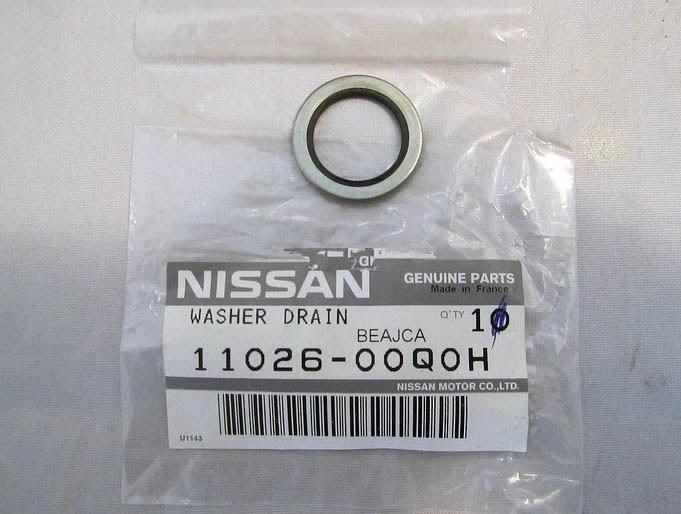 NISSAN
GENUINE PARTS
Made in France
WASHER DRAIN
Q'TY 10
BEAJCA
11026-00Q0H
NISSAN MOTOR CO.,LTD.
U1143